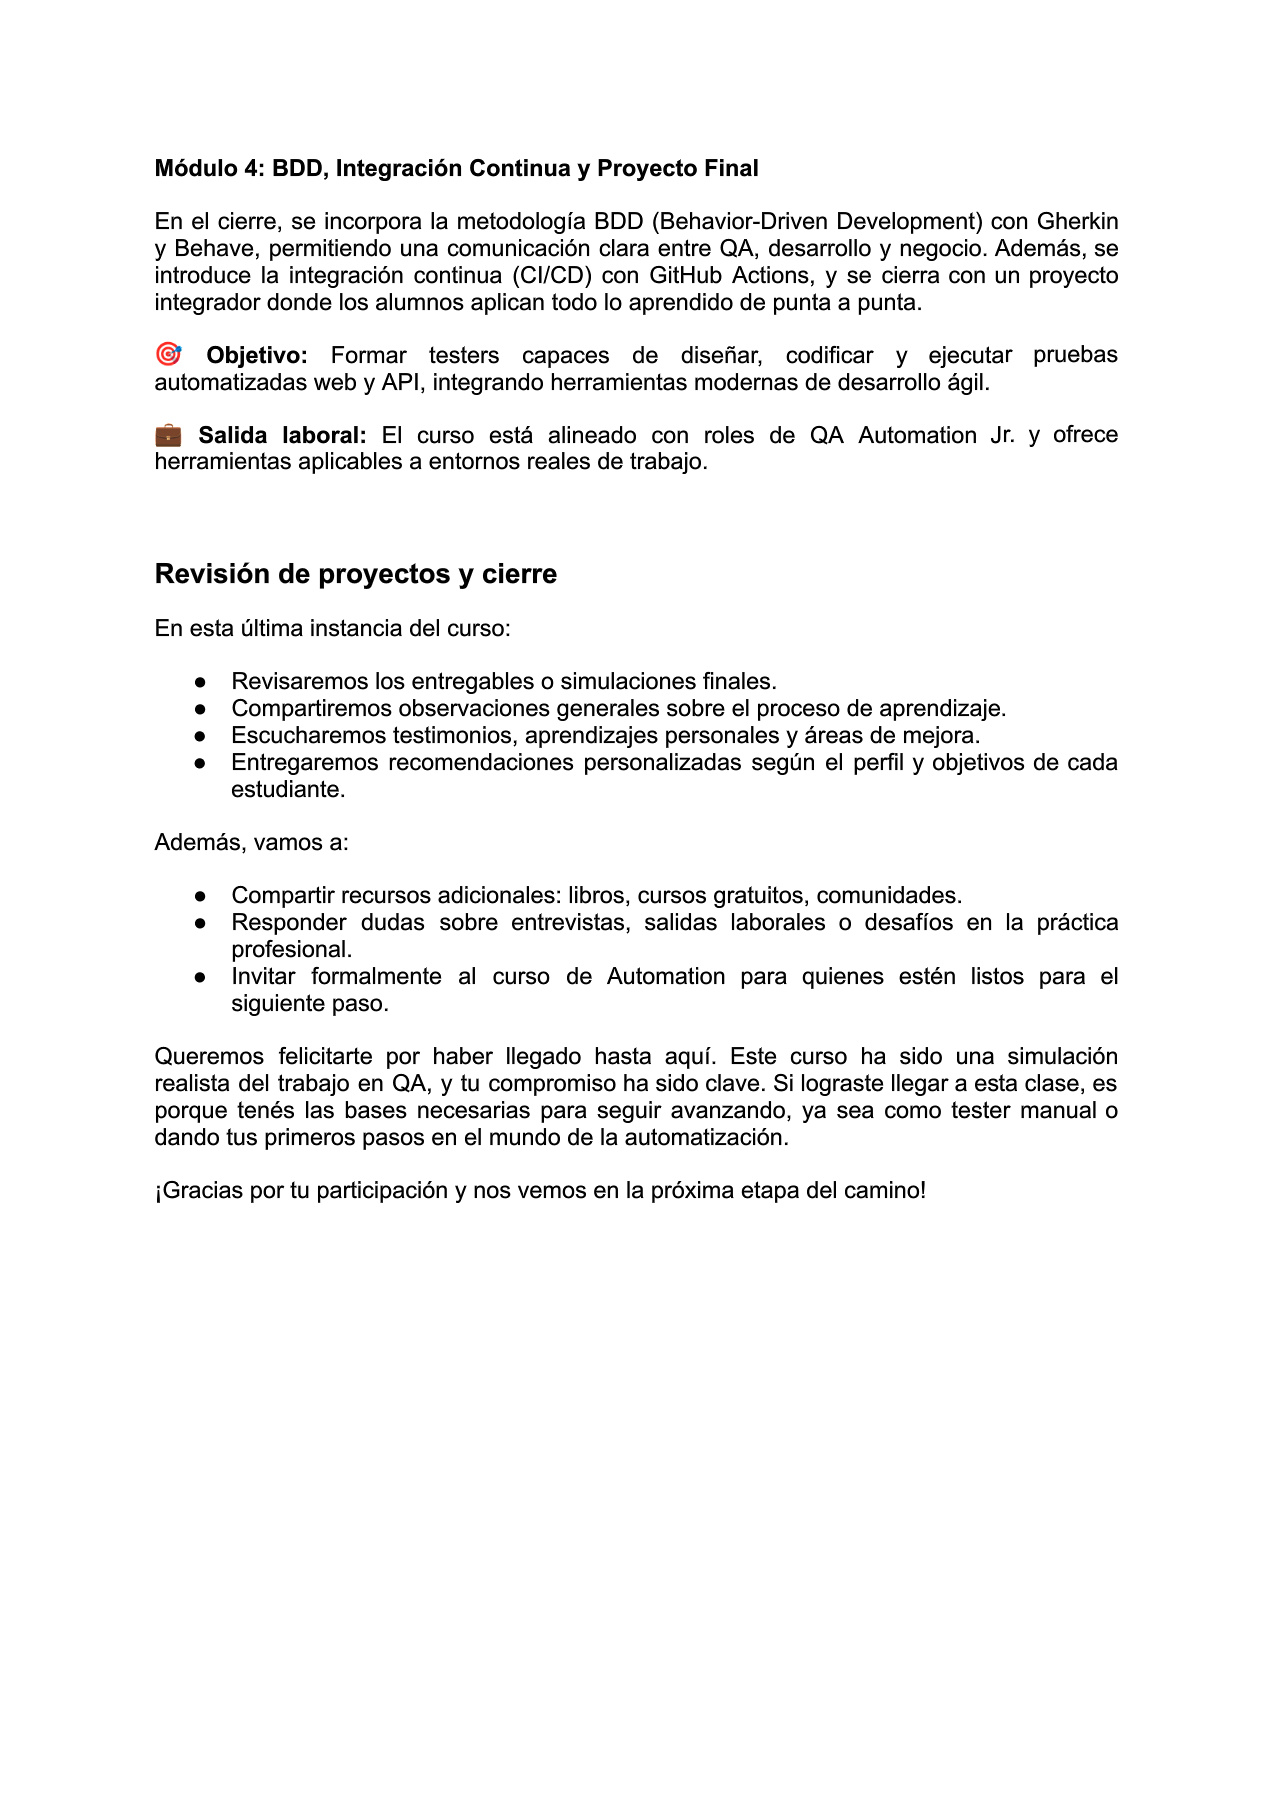 Módulo 4: BDD, Integración Continua y Proyecto Final
En el cierre, se incorpora la metodología BDD (Behavior-Driven Development) con Gherkin
y Behave, permitiendo una comunicación clara entre QA, desarrollo y negocio. Además, se
introduce la integración continua (CI/CD) con GitHub Actions, y se cierra con un proyecto
integrador donde los alumnos aplican todo lo aprendido de punta a punta.
🎯 Objetivo: Formar testers capaces de diseñar, codificar y ejecutar pruebas
automatizadas web y API, integrando herramientas modernas de desarrollo ágil.
💼 Salida laboral: El curso está alineado con roles de QA Automation Jr. y ofrece
herramientas aplicables a entornos reales de trabajo.
Revisión de proyectos y cierre
En esta última instancia del curso:
● Revisaremos los entregables o simulaciones finales.
● Compartiremos observaciones generales sobre el proceso de aprendizaje.
● Escucharemos testimonios, aprendizajes personales y áreas de mejora.
● Entregaremos recomendaciones personalizadas según el perfil y objetivos de cada
estudiante.
Además, vamos a:
● Compartir recursos adicionales: libros, cursos gratuitos, comunidades.
● Responder dudas sobre entrevistas, salidas laborales o desafíos en la práctica
profesional.
● Invitar formalmente al curso de Automation para quienes estén listos para el
siguiente paso.
Queremos felicitarte por haber llegado hasta aquí. Este curso ha sido una simulación
realista del trabajo en QA, y tu compromiso ha sido clave. Si lograste llegar a esta clase, es
porque tenés las bases necesarias para seguir avanzando, ya sea como tester manual o
dando tus primeros pasos en el mundo de la automatización.
¡Gracias por tu participación y nos vemos en la próxima etapa del camino!